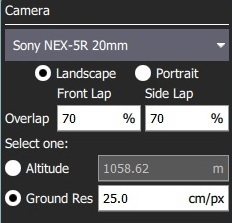 Camera
Sony NEX-5R 20mm
Landscape Portrait
Front Lap Side Lap
Overlap 70 % 70 %
Select one:
Altitude 1058.62 m
Ground Res 25.0 cm/px